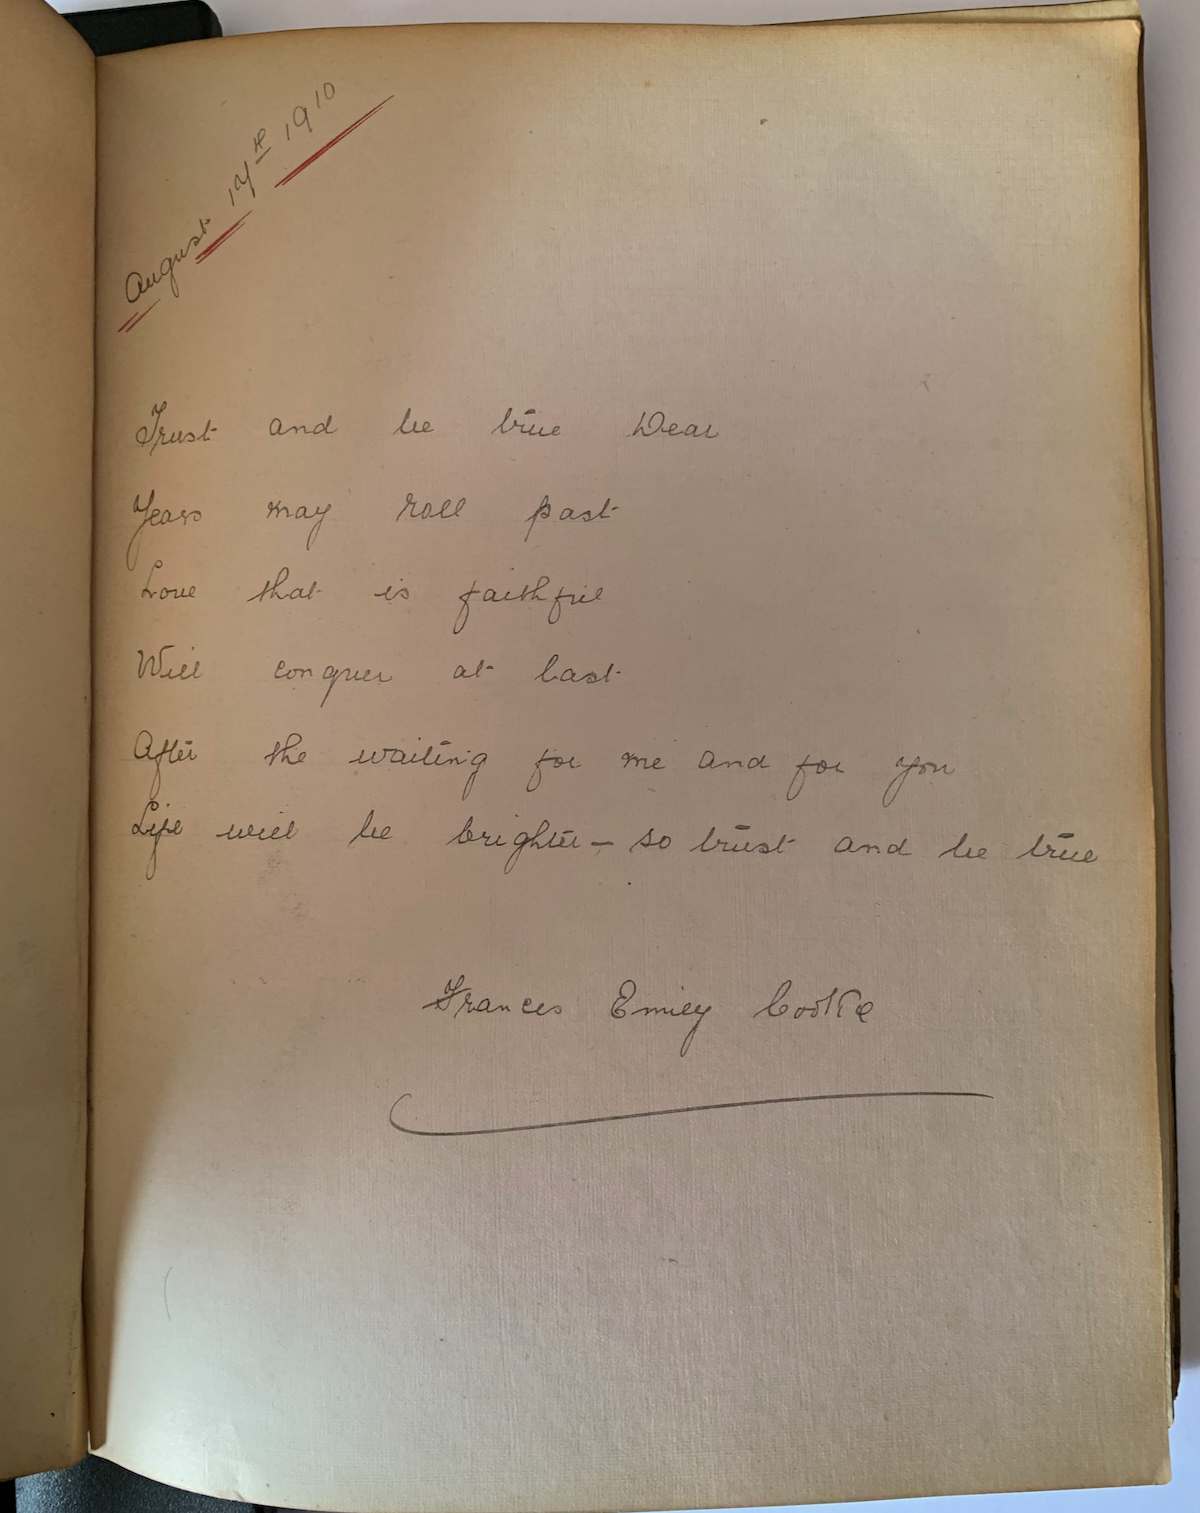 August 17th 1910
Trust and be true Dear
Years may roll past
Love that is faithful
Will conquer at last
After the waiting for me and for you
Life will be brighter – so trust and be true
Frances Emily Cooke